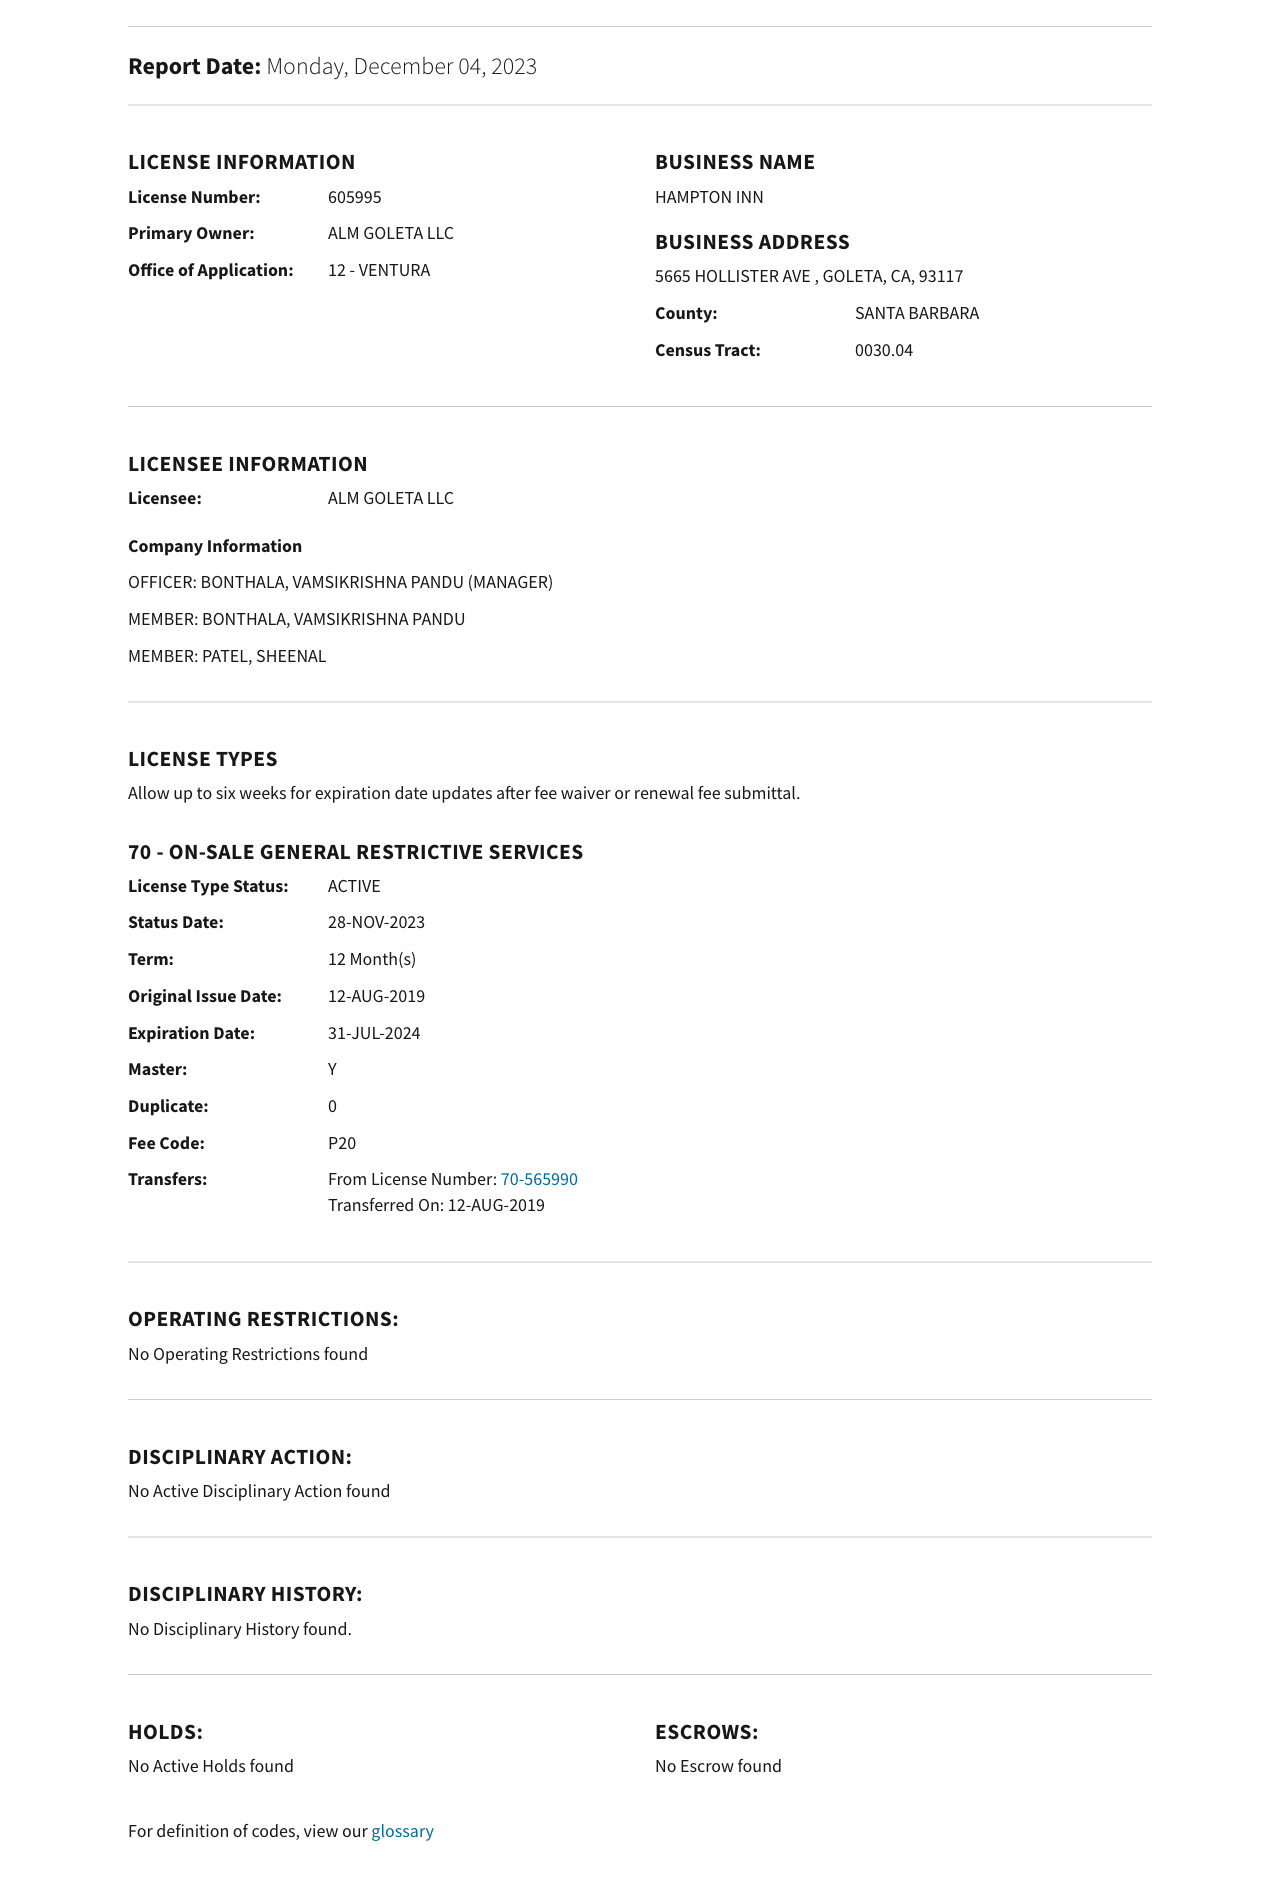 Report Date: Monday, December 04, 2023
LICENSE INFORMATION
License Number: 605995
Primary Owner: ALM GOLETA LLC
Office of Application: 12 - VENTURA
BUSINESS NAME
HAMPTON INN
BUSINESS ADDRESS
5665 HOLLISTER AVE , GOLETA, CA, 93117
County: SANTA BARBARA
Census Tract: 0030.04
LICENSEE INFORMATION
Licensee: ALM GOLETA LLC
Company Information
OFFICER: BONTHALA, VAMSIKRISHNA PANDU (MANAGER)
MEMBER: BONTHALA, VAMSIKRISHNA PANDU
MEMBER: PATEL, SHEENAL
LICENSE TYPES
Allow up to six weeks for expiration date updates after fee waiver or renewal fee submittal.
70 - ON-SALE GENERAL RESTRICTIVE SERVICES
License Type Status: ACTIVE
Status Date: 28-NOV-2023
Term: 12 Month(s)
Original Issue Date: 12-AUG-2019
Expiration Date: 31-JUL-2024
Master: Y
Duplicate: 0
Fee Code: P20
Transfers: From License Number: 70-565990
Transferred On: 12-AUG-2019
OPERATING RESTRICTIONS:
No Operating Restrictions found
DISCIPLINARY ACTION:
No Active Disciplinary Action found
DISCIPLINARY HISTORY:
No Disciplinary History found.
HOLDS:
No Active Holds found
ESCROWS:
No Escrow found
For definition of codes, view our glossary